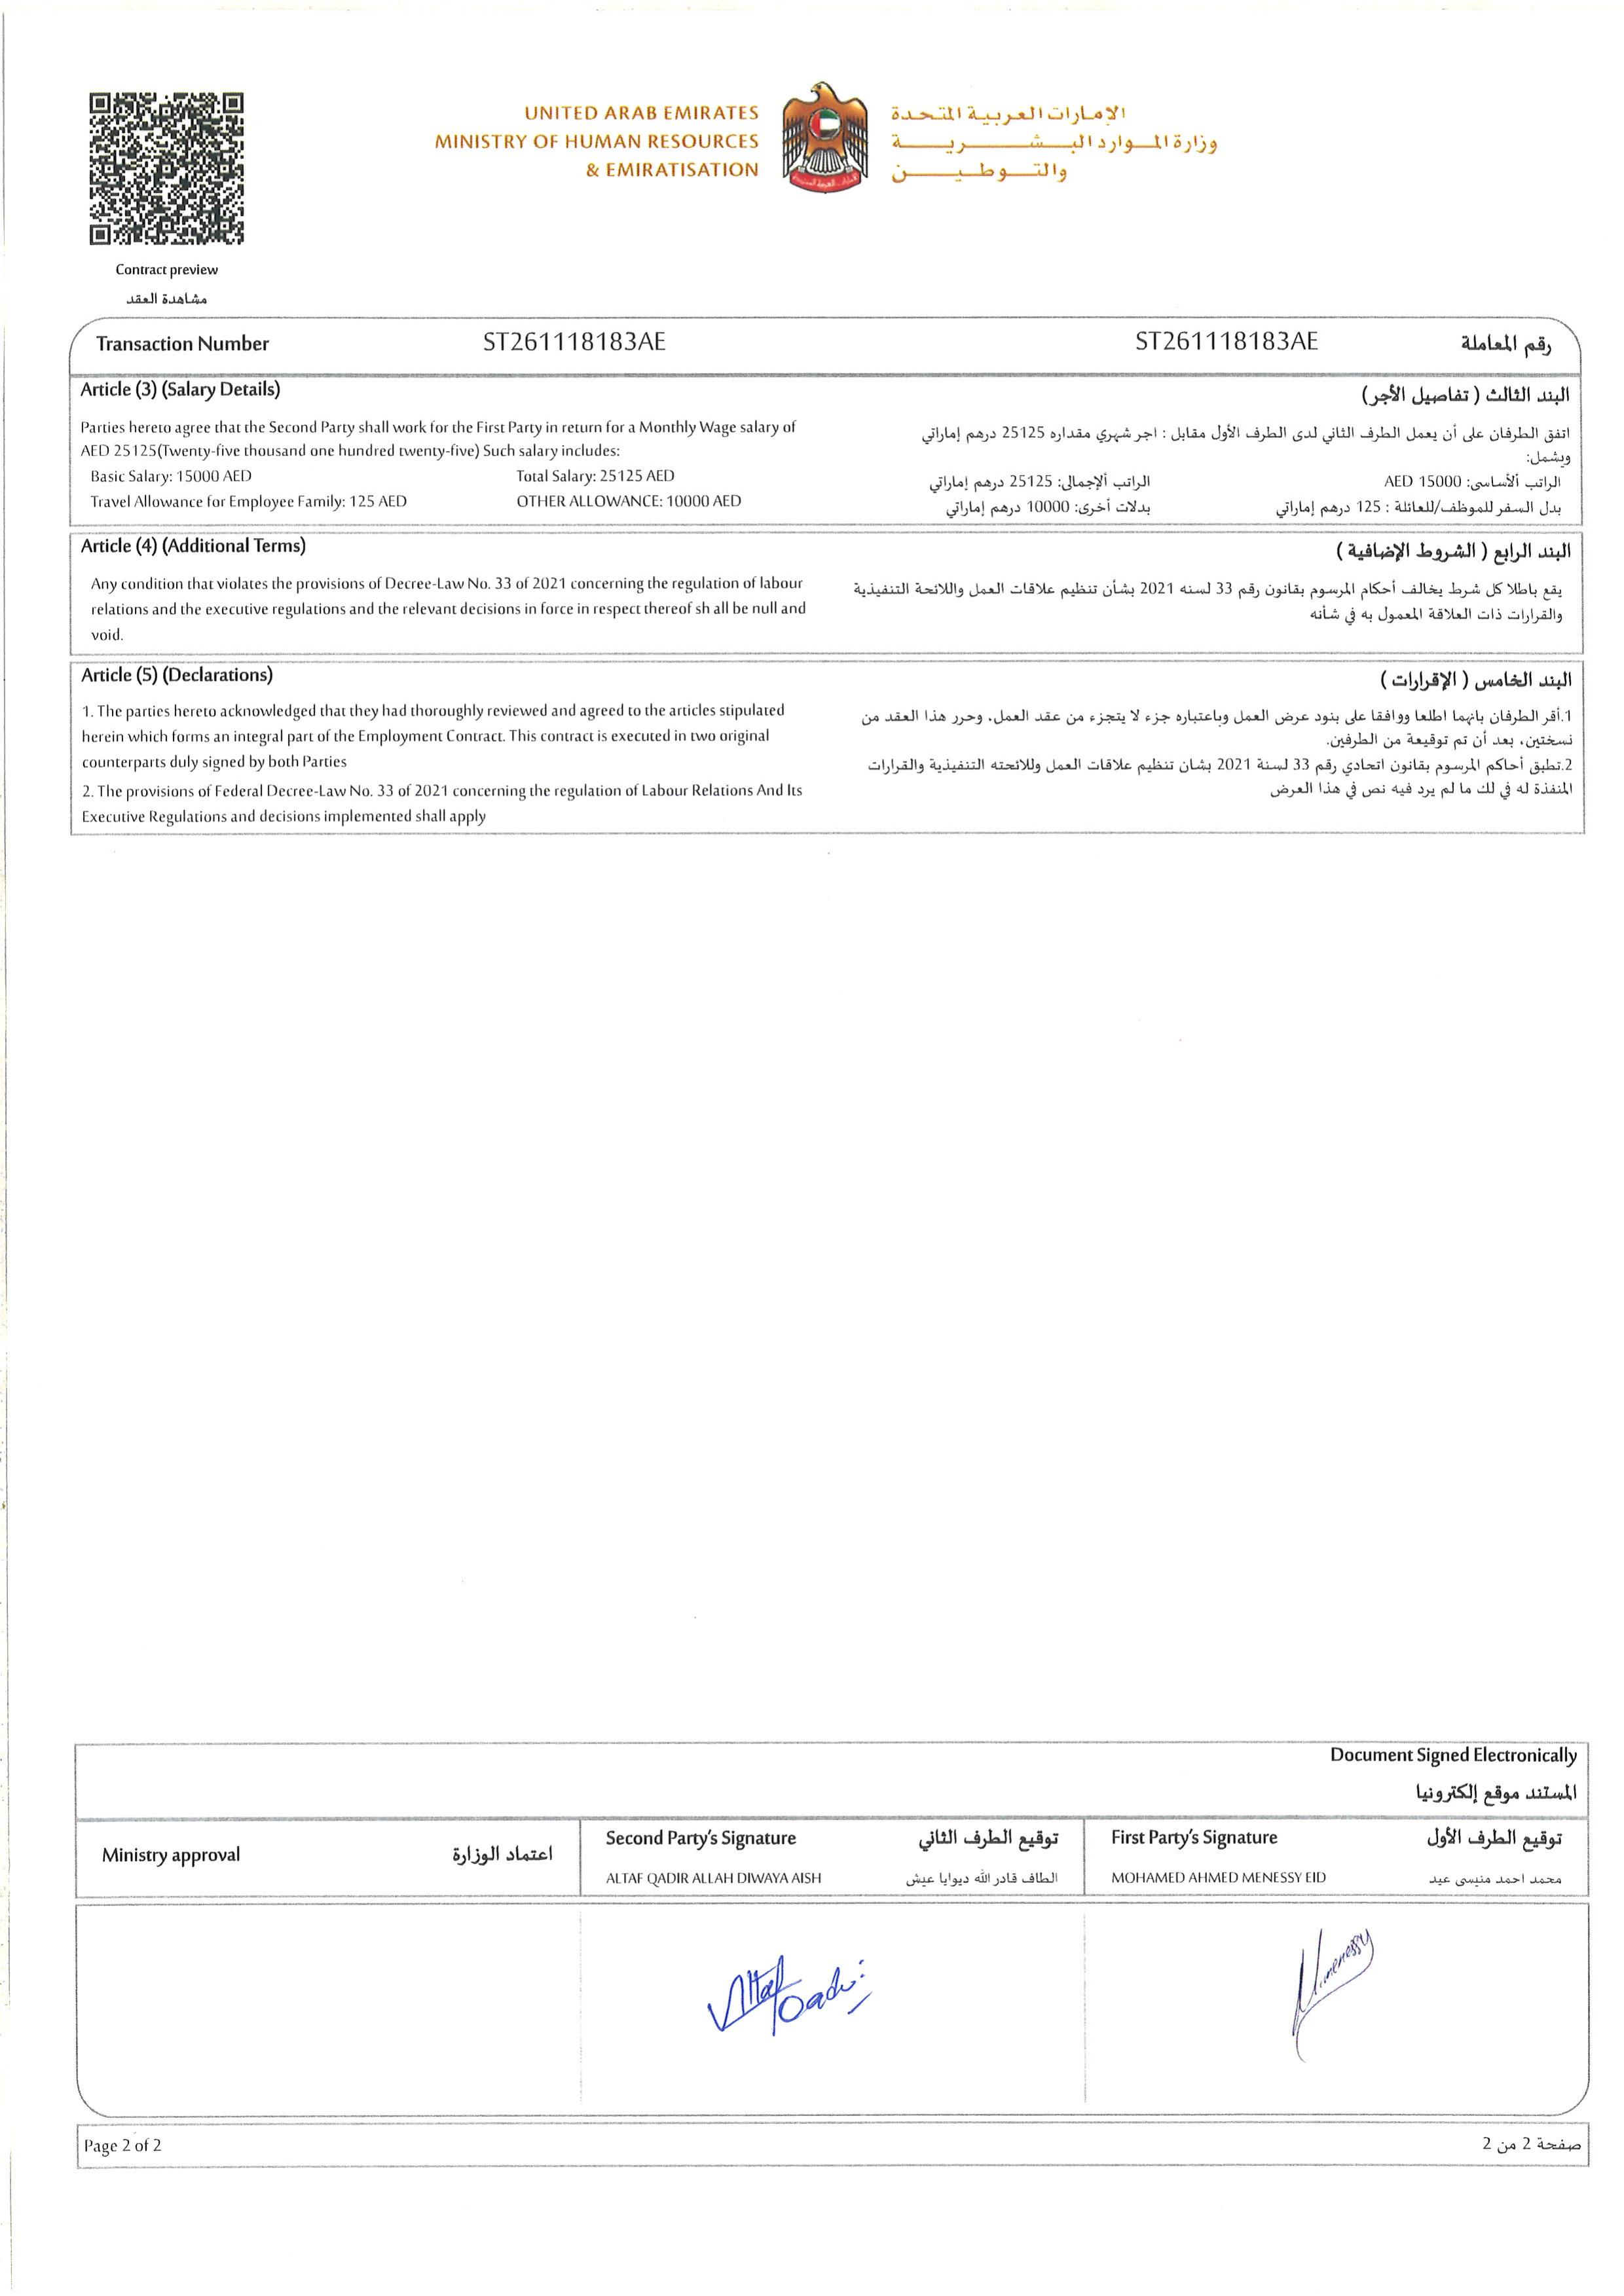 UNITED ARAB EMIRATES
MINISTRY OF HUMAN RESOURCES
& EMIRATISATION
الإمارات العربية المتحدة
وزارة الموارد البشرية
والتوطين
Contract preview
مشاهدة العقد
Transaction Number ST261118183AE ST261118183AE رقم المعاملة
Article (3) (Salary Details)
Parties hereto agree that the Second Party shall work for the First Party in return for a Monthly Wage salary of
AED 25125(Twenty-five thousand one hundred twenty-five) Such salary includes:
Basic Salary: 15000 AED Total Salary: 25125 AED
Travel Allowance for Employee Family: 125 AED OTHER ALLOWANCE: 10000 AED
البند الثالث ( تفاصيل الأجر)
اتفق الطرفان على أن يعمل الطرف الثاني لدى الطرف الأول مقابل : اجر شهري مقداره 25125 درهم إماراتي
ويشمل:
الراتب ألأساسى: 15000 AED الراتب ألإجمالى: 25125 درهم إماراتي
بدل السفر للموظف/للعائلة : 125 درهم إماراتي بدلات أخرى: 10000 درهم إماراتي
Article (4) (Additional Terms)
Any condition that violates the provisions of Decree-Law No. 33 of 2021 concerning the regulation of labour
relations and the executive regulations and the relevant decisions in force in respect thereof sh all be null and
void.
البند الرابع ( الشروط الإضافية )
يقع باطلا كل شرط يخالف أحكام المرسوم بقانون رقم 33 لسنه 2021 بشأن تنظيم علاقات العمل واللائحة التنفيذية
والقرارات ذات العلاقة المعمول به في شأنه
Article (5) (Declarations)
1. The parties hereto acknowledged that they had thoroughly reviewed and agreed to the articles stipulated
herein which forms an integral part of the Employment Contract. This contract is executed in two original
counterparts duly signed by both Parties
2. The provisions of Federal Decree-Law No. 33 of 2021 concerning the regulation of Labour Relations And Its
Executive Regulations and decisions implemented shall apply
البند الخامس ( الإقرارات )
1.أقر الطرفان بانهما اطلعا ووافقا على بنود عرض العمل وباعتباره جزء لا يتجزء من عقد العمل، وحرر هذا العقد من
نسختين، بعد أن تم توقيعة من الطرفين.
2.تطبق أحاكم المرسوم بقانون اتحادي رقم 33 لسنة 2021 بشان تنظيم علاقات العمل وللائحته التنفيذية والقرارات
المنفذة له في لك ما لم يرد فيه نص في هذا العرض
Document Signed Electronically
المستند موقع إلكترونيا
Ministry approval اعتماد الوزارة
Second Party's Signature توقيع الطرف الثاني
ALTAF QADIR ALLAH DIWAYA AISH الطاف قادر الله ديوايا عيش
First Party's Signature توقيع الطرف الأول
MOHAMED AHMED MENESSY EID محمد احمد منيسى عيد
Altaf Qadir
Menessy
Page 2 of 2 صفحة 2 من 2